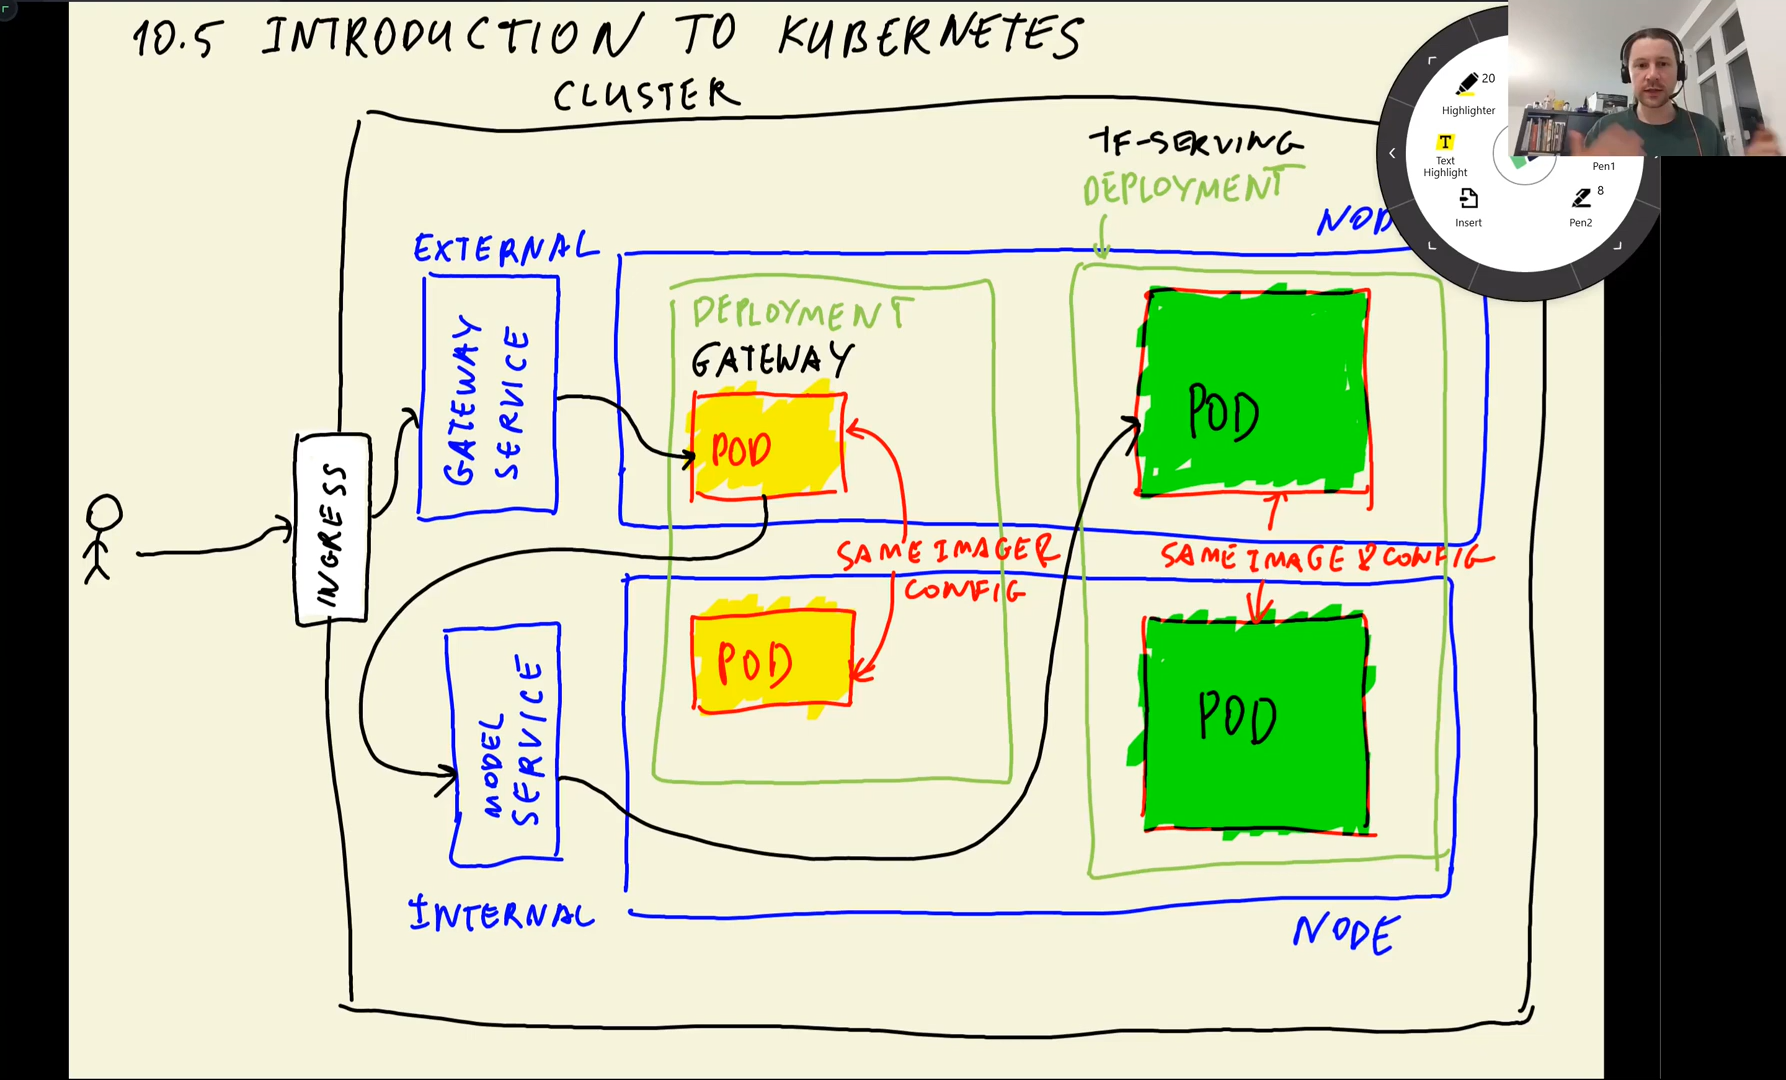 10.5 INTRODUCTION TO KUBERNETES
CLUSTER
20
Highlighter
T
Text
Highlight
Pen1
8
Insert
Pen2
TF-SERVING
DEPLOYMENT
NOD
EXTERNAL
GATEWAY
SERVICE
DEPLOYMENT
GATEWAY
POD
POD
INGRESS
SAME IMAGE &
CONFIG
SAME IMAGE & CONFIG
POD
POD
MODEL
SERVICE
INTERNAL
NODE